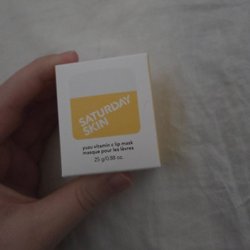 SATURDAY
SKIN
yuzu vitamin c lip mask
masque pour les lèvres
25 g/0.88 oz.